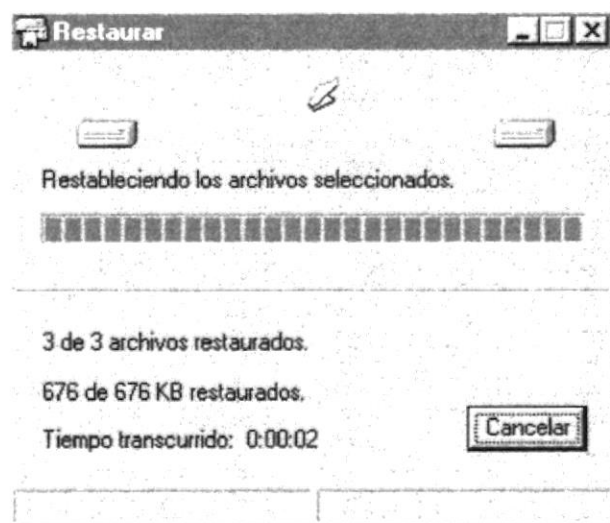 Restaurar
Restableciendo los archivos seleccionados.
3 de 3 archivos restaurados.
676 de 676 KB restaurados.
Tiempo transcurrido: 0:00:02
Cancelar